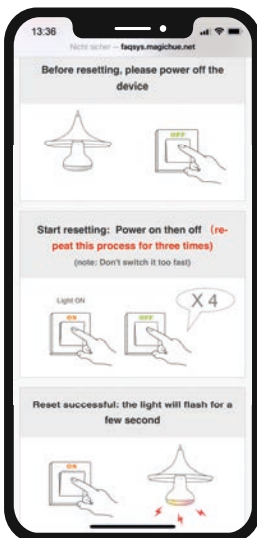 13:36
Nicht sicher — faqsys.magichue.net
Before resetting, please power off the
device
OFF
Start resetting: Power on then off （re-
peat this process for three times)
(note: Don't switch it too fast)
Light ON
X 4
ON
OFF
Reset successful: the light will flash for a
few second
ON